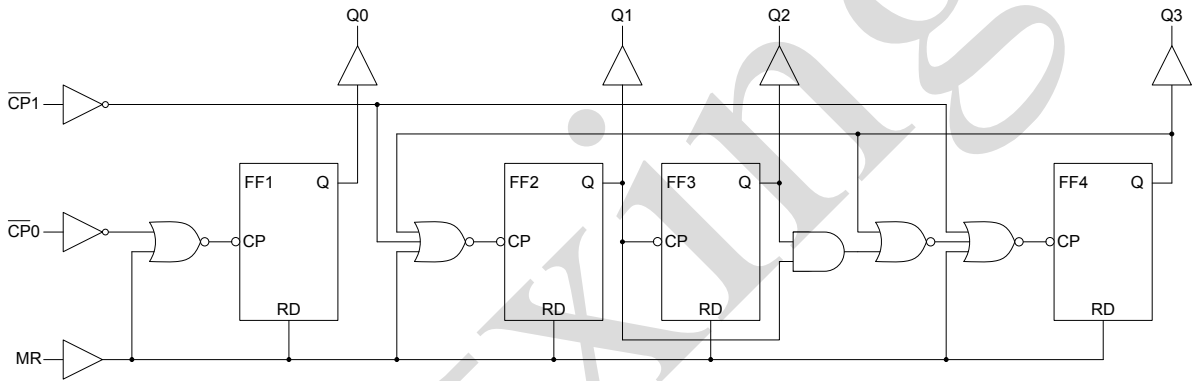 Q0 Q1 Q2 Q3
CP1
FF1 Q FF2 Q FF3 Q FF4 Q
CP0
CP CP CP CP
RD RD RD RD
MR